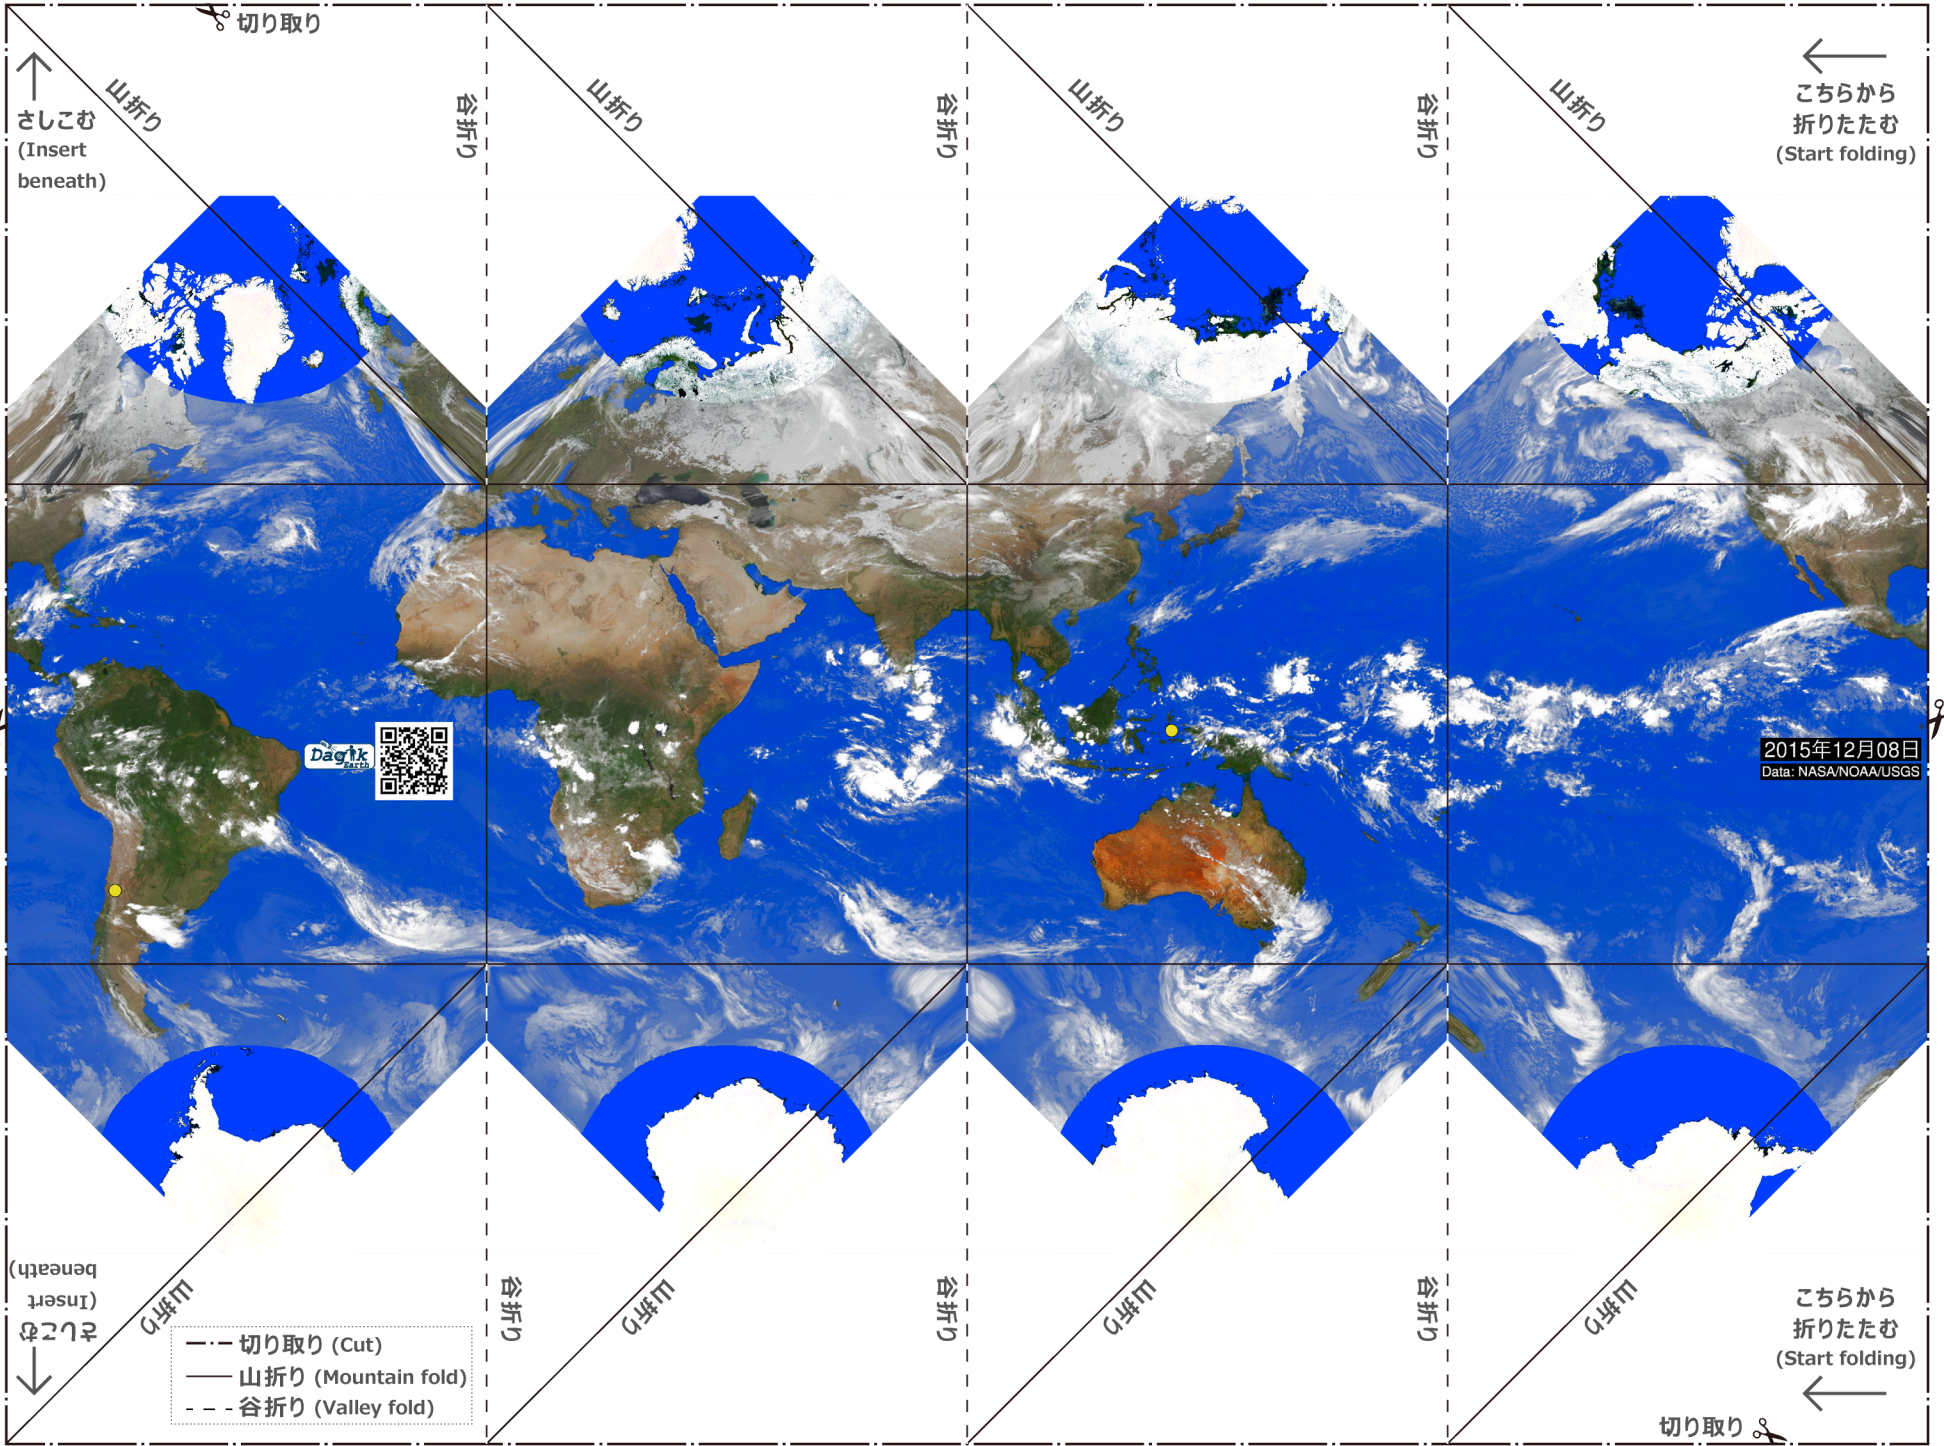 切り取り
山折り
谷折り
山折り
谷折り
山折り
谷折り
山折り
さしこむ
(Insert
beneath)
こちらから
折りたたむ
(Start folding)
Dagik
Earth
2015年12月08日
Data: NASA/NOAA/USGS
さしこむ
(Insert
beneath)
山折り
谷折り
山折り
谷折り
山折り
谷折り
山折り
こちらから
折りたたむ
(Start folding)
切り取り (Cut)
山折り (Mountain fold)
谷折り (Valley fold)
切り取り